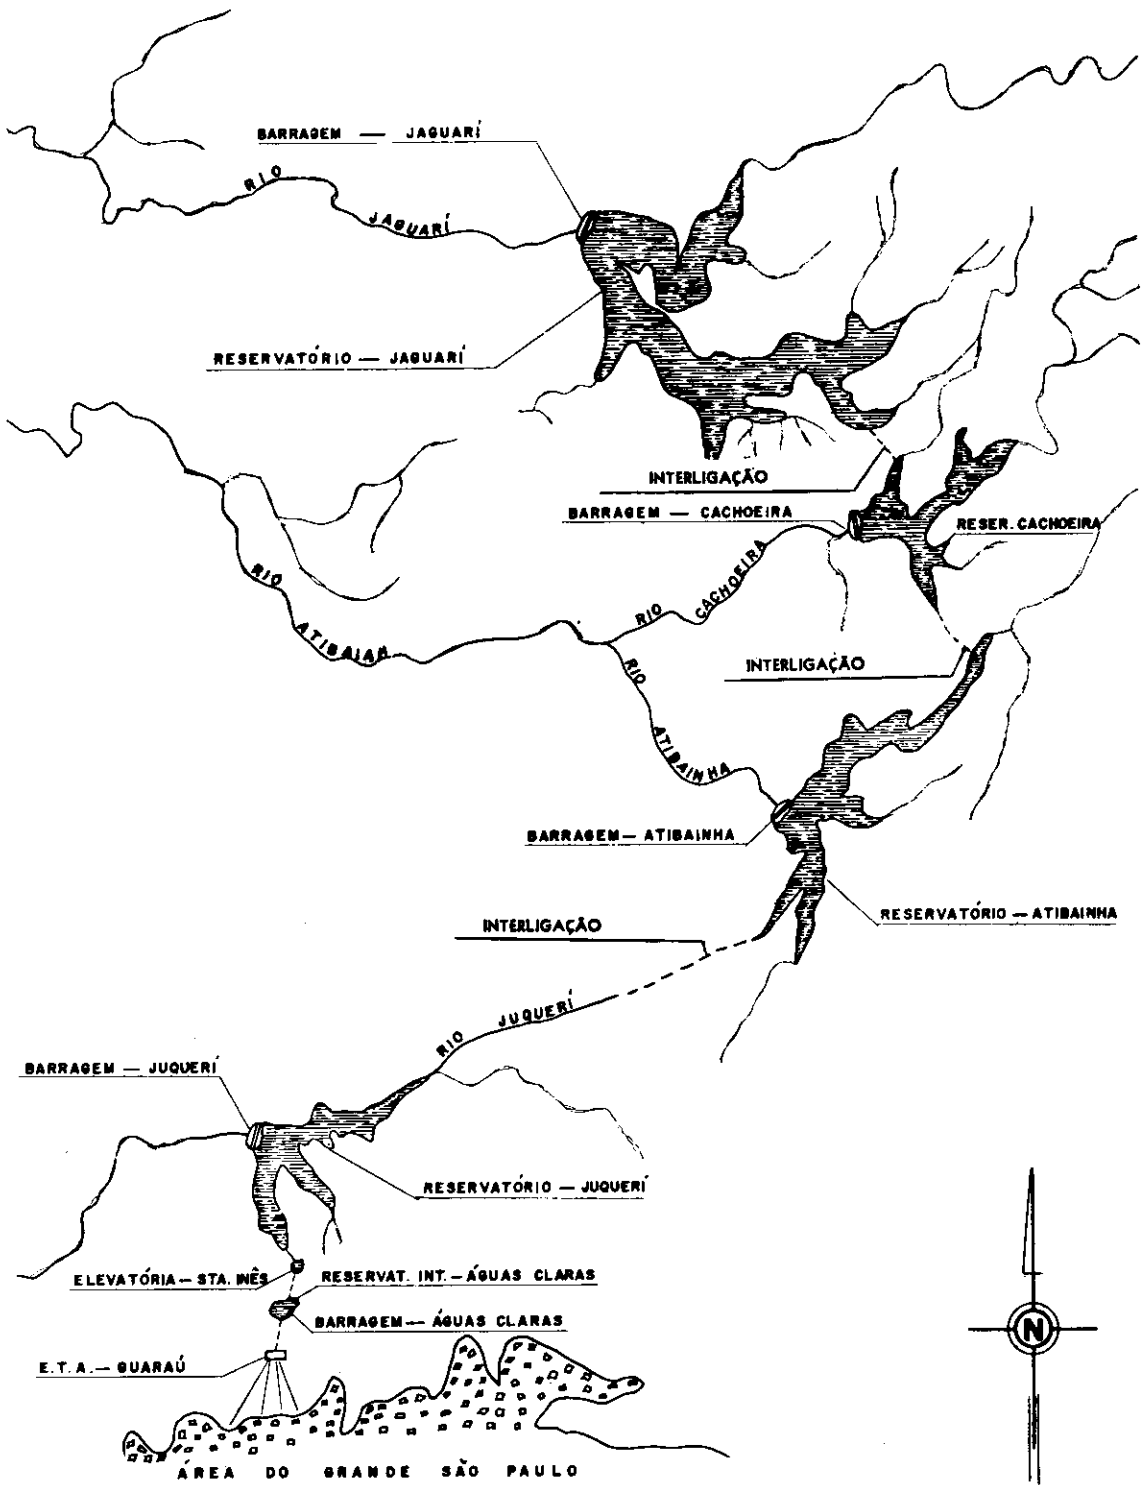 BARRAGEM — JAGUARÍ
RIO
JAGUARÍ
RESERVATÓRIO — JAGUARÍ
INTERLIGAÇÃO
BARRAGEM — CACHOEIRA
RESER. CACHOEIRA
RIO
CACHOEIRA
RIO
ATIBAIAH
INTERLIGAÇÃO
RIO
ATIBAINHA
BARRAGEM — ATIBAINHA
RESERVATÓRIO — ATIBAINHA
INTERLIGAÇÃO
RIO
JUQUERÍ
BARRAGEM — JUQUERÍ
RESERVATÓRIO — JUQUERÍ
ELEVATÓRIA — STA. INÊS
RESERVAT. INT. — ÁGUAS CLARAS
BARRAGEM — ÁGUAS CLARAS
E.T.A. — GUARAÚ
N
ÁREA DO GRANDE SÃO PAULO